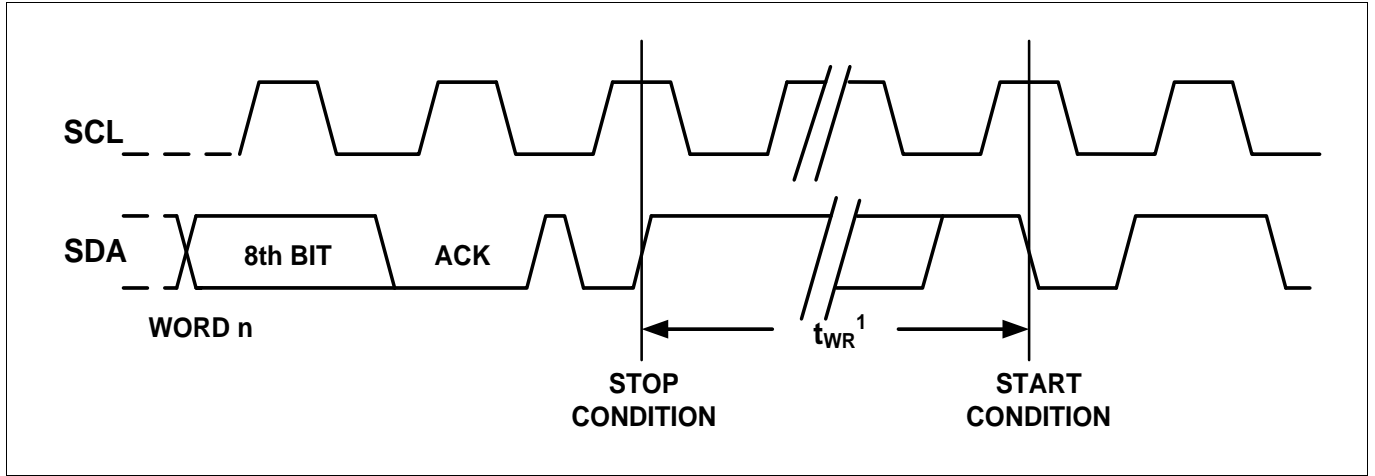 SCL
SDA
8th BIT
ACK
WORD n
tWR1
STOP
CONDITION
START
CONDITION